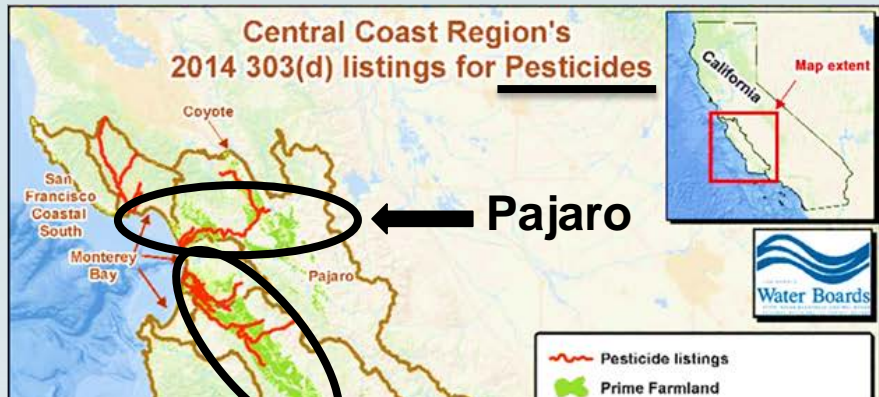 Central Coast Region's
2014 303(d) listings for Pesticides
California
Map extent
Coyote
San
Francisco
Coastal
South
Pajaro
Monterey
Bay
Pajaro
Water Boards
Pesticide listings
Prime Farmland